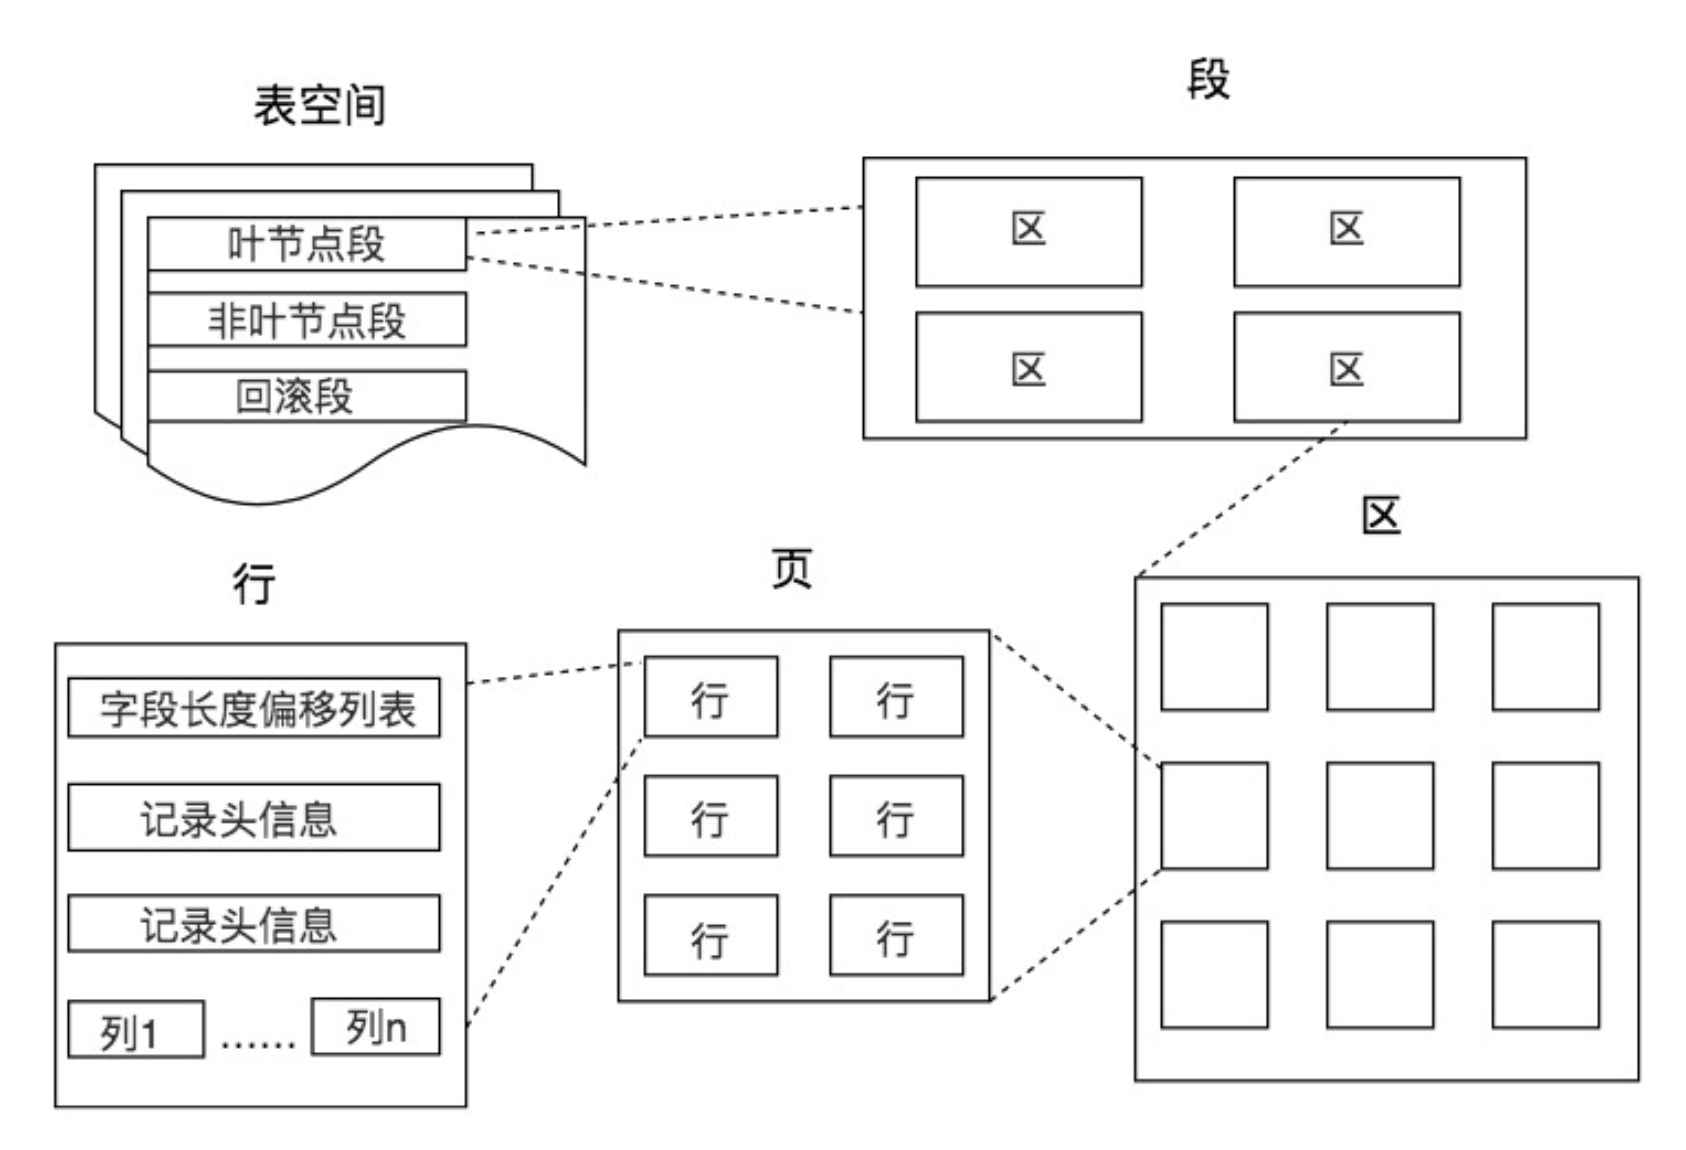 表空间
叶节点段
非叶节点段
回滚段
段
区
区
区
区
区
页
行
行
行
行
行
行
行
字段长度偏移列表
记录头信息
记录头信息
列1 ...... 列n